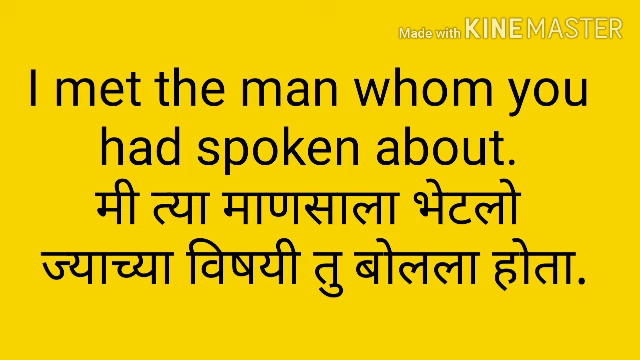 Made with KINEMASTER
I met the man whom you
had spoken about.
मी त्या माणसाला भेटलो
ज्याच्या विषयी तु बोलला होता.